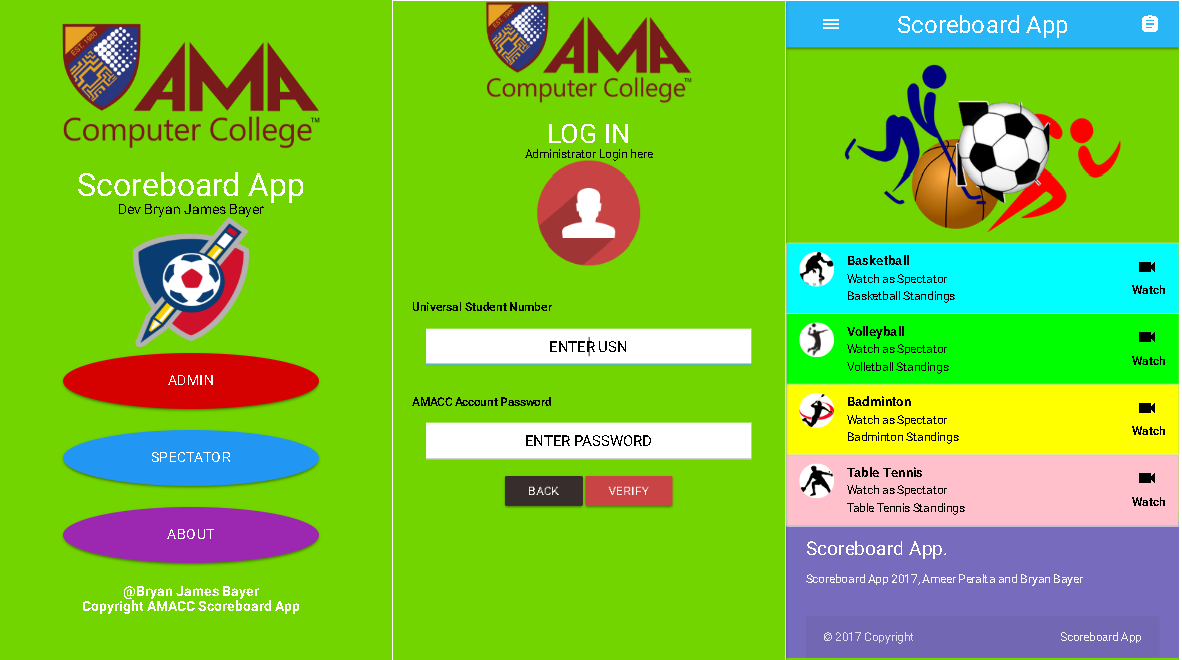 EST. 1980
AMA
Computer College™
Scoreboard App
Dev Bryan James Bayer
ADMIN
SPECTATOR
ABOUT
@Bryan James Bayer
Copyright AMACC Scoreboard App
EST. 1980
AMA
Computer College™
LOG IN
Administrator Login here
Universal Student Number
ENTER USN
AMACC Account Password
ENTER PASSWORD
BACK VERIFY
Scoreboard App
Basketball
Watch as Spectator
Basketball Standings
Watch
Volleyball
Watch as Spectator
Volletball Standings
Watch
Badminton
Watch as Spectator
Badminton Standings
Watch
Table Tennis
Watch as Spectator
Table Tennis Standings
Watch
Scoreboard App.
Scoreboard App 2017, Ameer Peralta and Bryan Bayer
© 2017 Copyright Scoreboard App